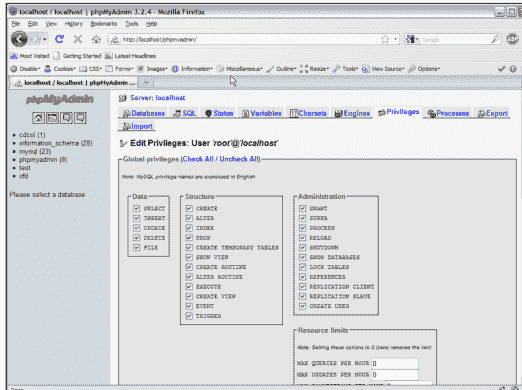 localhost / localhost | phpMyAdmin 3.2.4 - Mozilla Firefox
File Edit View History Bookmarks Tools Help
http://localhost/phpmyadmin/
Google
Most Visited Getting Started Latest Headlines
Disable Cookies CSS Forms Images Information Miscellaneous Outline Resize Tools View Source Options
localhost / localhost | phpMyAdmin ...
phpMyAdmin
Server: localhost
Databases SQL Status Variables Charsets Engines Privileges Processes Export
Import
cdcol (1)
information_schema (28)
mysql (23)
phpmyadmin (8)
test
xfd
Please select a database
Edit Privileges: User 'root'@'localhost'
Global privileges (Check All / Uncheck All)
Note: MySQL privilege names are expressed in English
Data
SELECT
INSERT
UPDATE
DELETE
FILE
Structure
CREATE
ALTER
INDEX
DROP
CREATE TEMPORARY TABLES
SHOW VIEW
CREATE ROUTINE
ALTER ROUTINE
EXECUTE
CREATE VIEW
EVENT
TRIGGER
Administration
GRANT
SUPER
PROCESS
RELOAD
SHUTDOWN
SHOW DATABASES
LOCK TABLES
REFERENCES
REPLICATION CLIENT
REPLICATION SLAVE
CREATE USER
Resource limits
Note: Setting these options to 0 (zero) removes the limit.
MAX QUERIES PER HOUR 0
MAX UPDATES PER HOUR 0